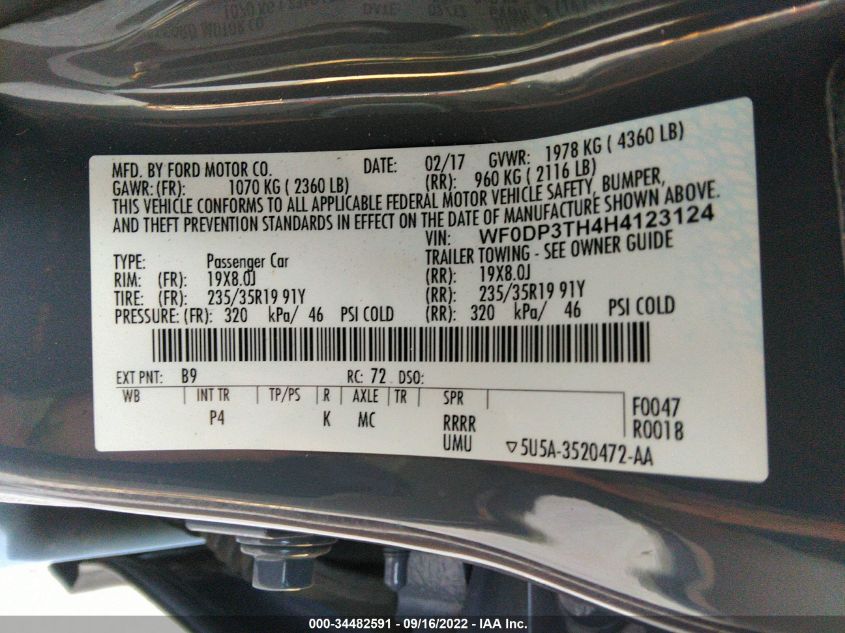 MFD. BY FORD MOTOR CO. DATE: 02/17 GVWR: 1978 KG ( 4360 LB)
GAWR: (FR): 1070 KG ( 2360 LB) (RR): 960 KG ( 2116 LB)
THIS VEHICLE CONFORMS TO ALL APPLICABLE FEDERAL MOTOR VEHICLE SAFETY, BUMPER,
AND THEFT PREVENTION STANDARDS IN EFFECT ON THE DATE OF MANUFACTURE SHOWN ABOVE.
VIN: WF0DP3TH4H4123124
TYPE: Passenger Car TRAILER TOWING - SEE OWNER GUIDE
RIM: (FR): 19X8.0J (RR): 19X8.0J
TIRE: (FR): 235/35R19 91Y (RR): 235/35R19 91Y
PRESSURE: (FR): 320 kPa/ 46 PSI COLD (RR): 320 kPa/ 46 PSI COLD
EXT PNT: B9 RC: 72 DSO:
WB INT TR TP/PS R AXLE TR SPR
P4 K MC RRRR F0047
UMU R0018
▽5U5A-3520472-AA
000-34482591 - 09/16/2022 - IAA Inc.